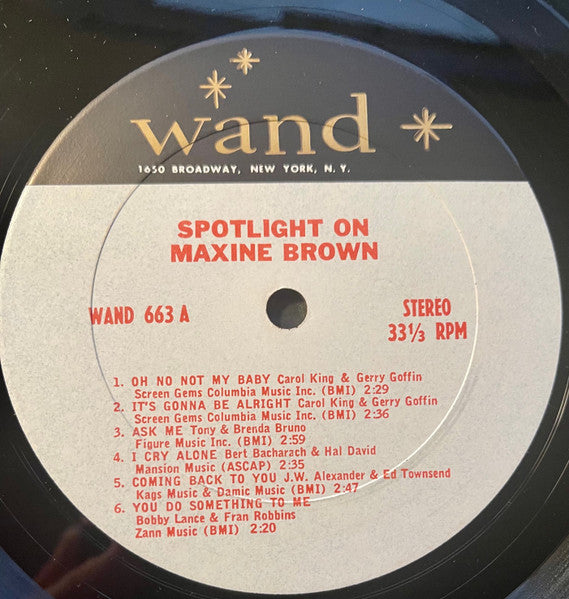 wand
1650 BROADWAY, NEW YORK, N. Y.
SPOTLIGHT ON
MAXINE BROWN
WAND 663 A
STEREO
33⅓ RPM
1. OH NO NOT MY BABY Carol King & Gerry Goffin
Screen Gems Columbia Music Inc. (BMI) 2:29
2. IT'S GONNA BE ALRIGHT Carol King & Gerry Goffin
Screen Gems Columbia Music Inc. (BMI) 2:36
3. ASK ME Tony & Brenda Bruno
Figure Music Inc. (BMI) 2:59
4. I CRY ALONE Bert Bacharach & Hal David
Mansion Music (ASCAP) 2:35
5. COMING BACK TO YOU J.W. Alexander & Ed Townsend
Kags Music & Damic Music (BMI) 2:47
6. YOU DO SOMETHING TO ME
Bobby Lance & Fran Robbins
Zann Music (BMI) 2:20